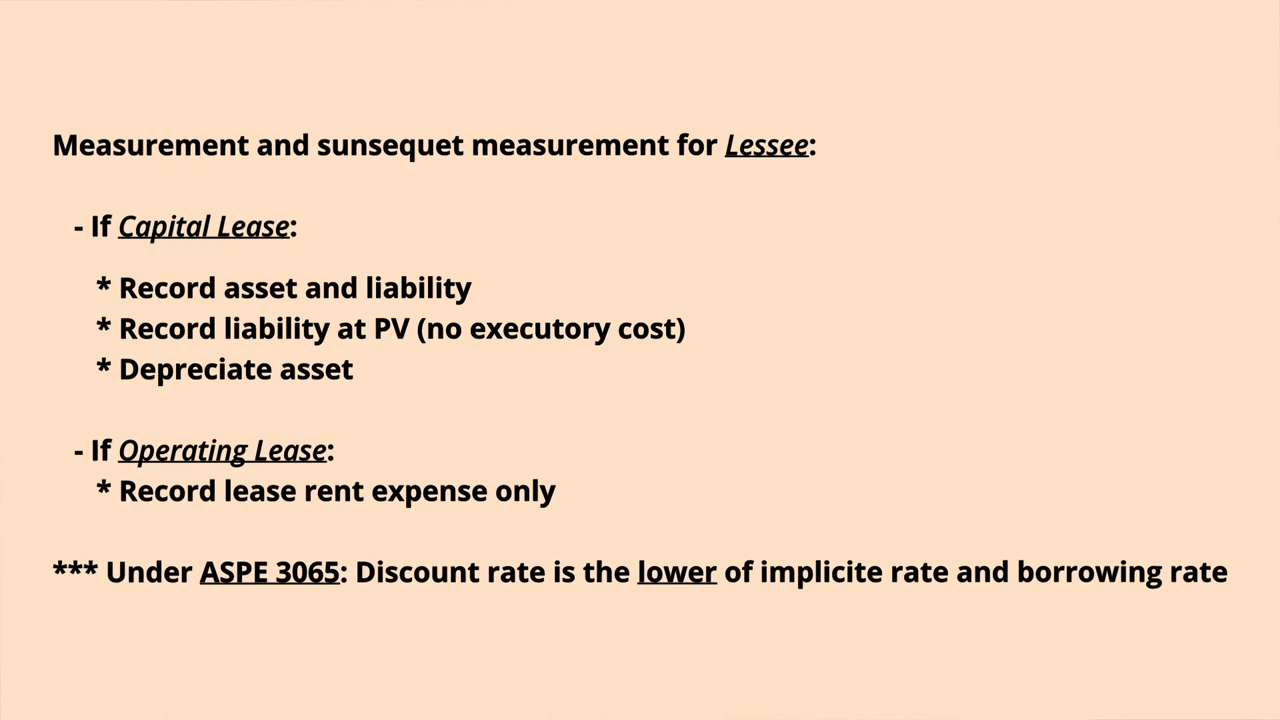 Measurement and sunsequet measurement for Lessee:
- If Capital Lease:
* Record asset and liability
* Record liability at PV (no executory cost)
* Depreciate asset
- If Operating Lease:
* Record lease rent expense only
*** Under ASPE 3065: Discount rate is the lower of implicite rate and borrowing rate